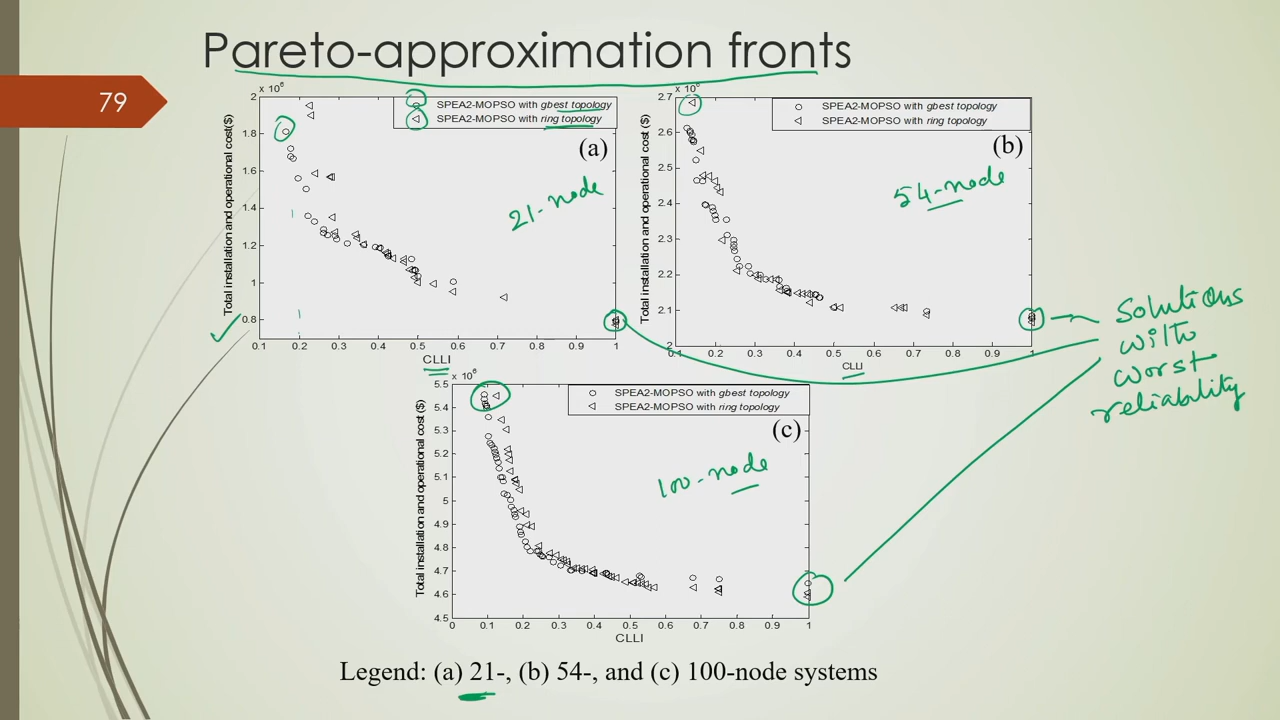 Pareto-approximation fronts
79
x 10^6
2
1.8
1.6
1.4
1.2
1
0.8
0.1 0.2 0.3 0.4 0.5 0.6 0.7 0.8 0.9 1
CLLI
Total installation and operational cost($)
SPEA2-MOPSO with gbest topology
SPEA2-MOPSO with ring topology
(a)
21-node
x 10^6
2.7
2.6
2.5
2.4
2.3
2.2
2.1
2
0.1 0.2 0.3 0.4 0.5 0.6 0.7 0.8 0.9 1
CLLI
Total installation and operational cost($)
SPEA2-MOPSO with gbest topology
SPEA2-MOPSO with ring topology
(b)
54-node
Solutions
with
worst
reliability
x 10^6
5.5
5.4
5.3
5.2
5.1
5
4.9
4.8
4.7
4.6
4.5
0 0.1 0.2 0.3 0.4 0.5 0.6 0.7 0.8 0.9 1
CLLI
Total installation and operational cost($)
SPEA2-MOPSO with gbest topology
SPEA2-MOPSO with ring topology
(c)
100-node
Legend: (a) 21-, (b) 54-, and (c) 100-node systems